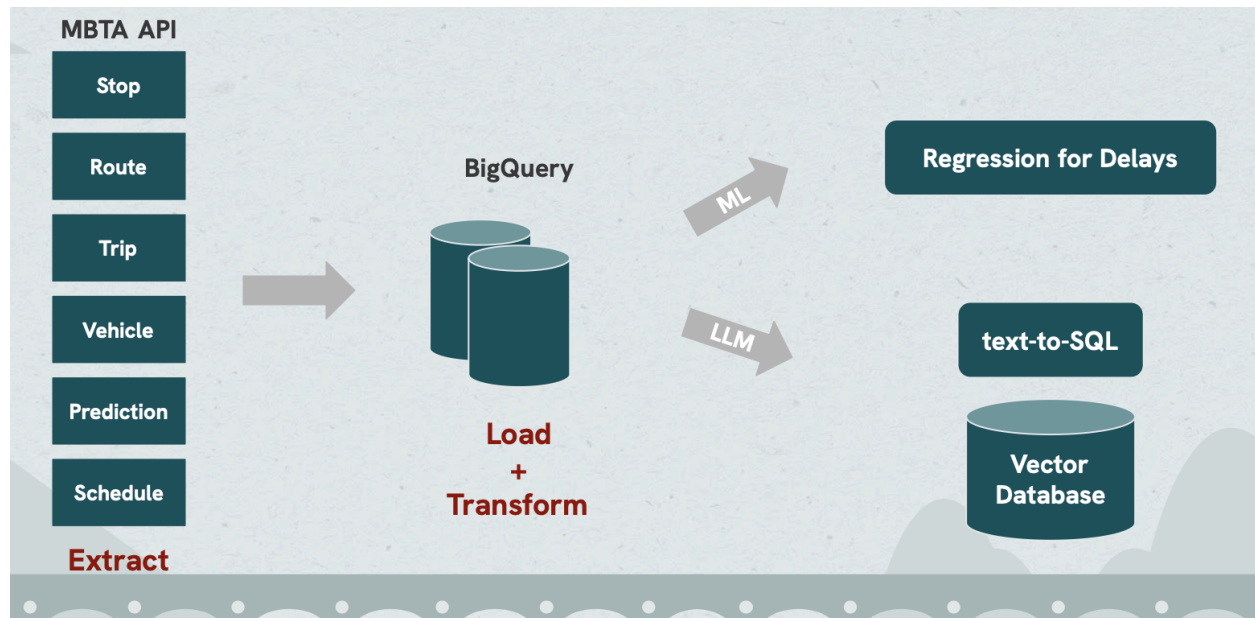 MBTA API
Stop
Route
Trip
Vehicle
Prediction
Schedule
Extract
BigQuery
Load
+
Transform
ML
LLM
Regression for Delays
text-to-SQL
Vector
Database